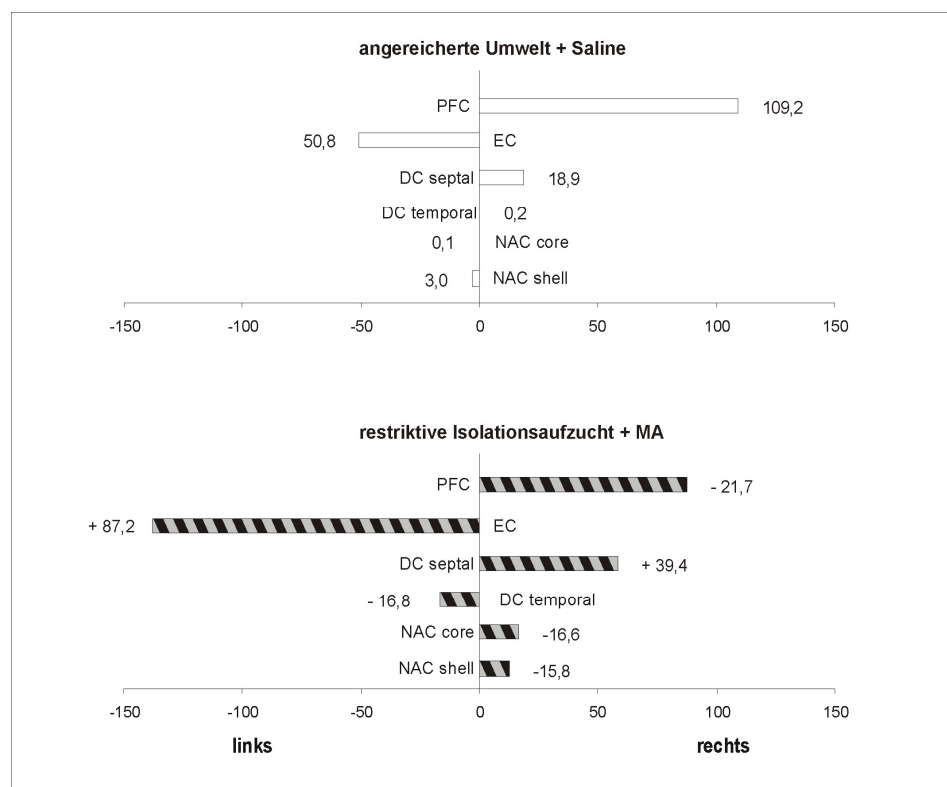 angereicherte Umwelt + Saline
PFC 109,2
50,8 EC
DC septal 18,9
DC temporal 0,2
0,1 NAC core
3,0 NAC shell
-150 -100 -50 0 50 100 150
restriktive Isolationsaufzucht + MA
PFC - 21,7
+ 87,2 EC
DC septal + 39,4
- 16,8 DC temporal
NAC core -16,6
NAC shell -15,8
-150 -100 -50 0 50 100 150
links rechts